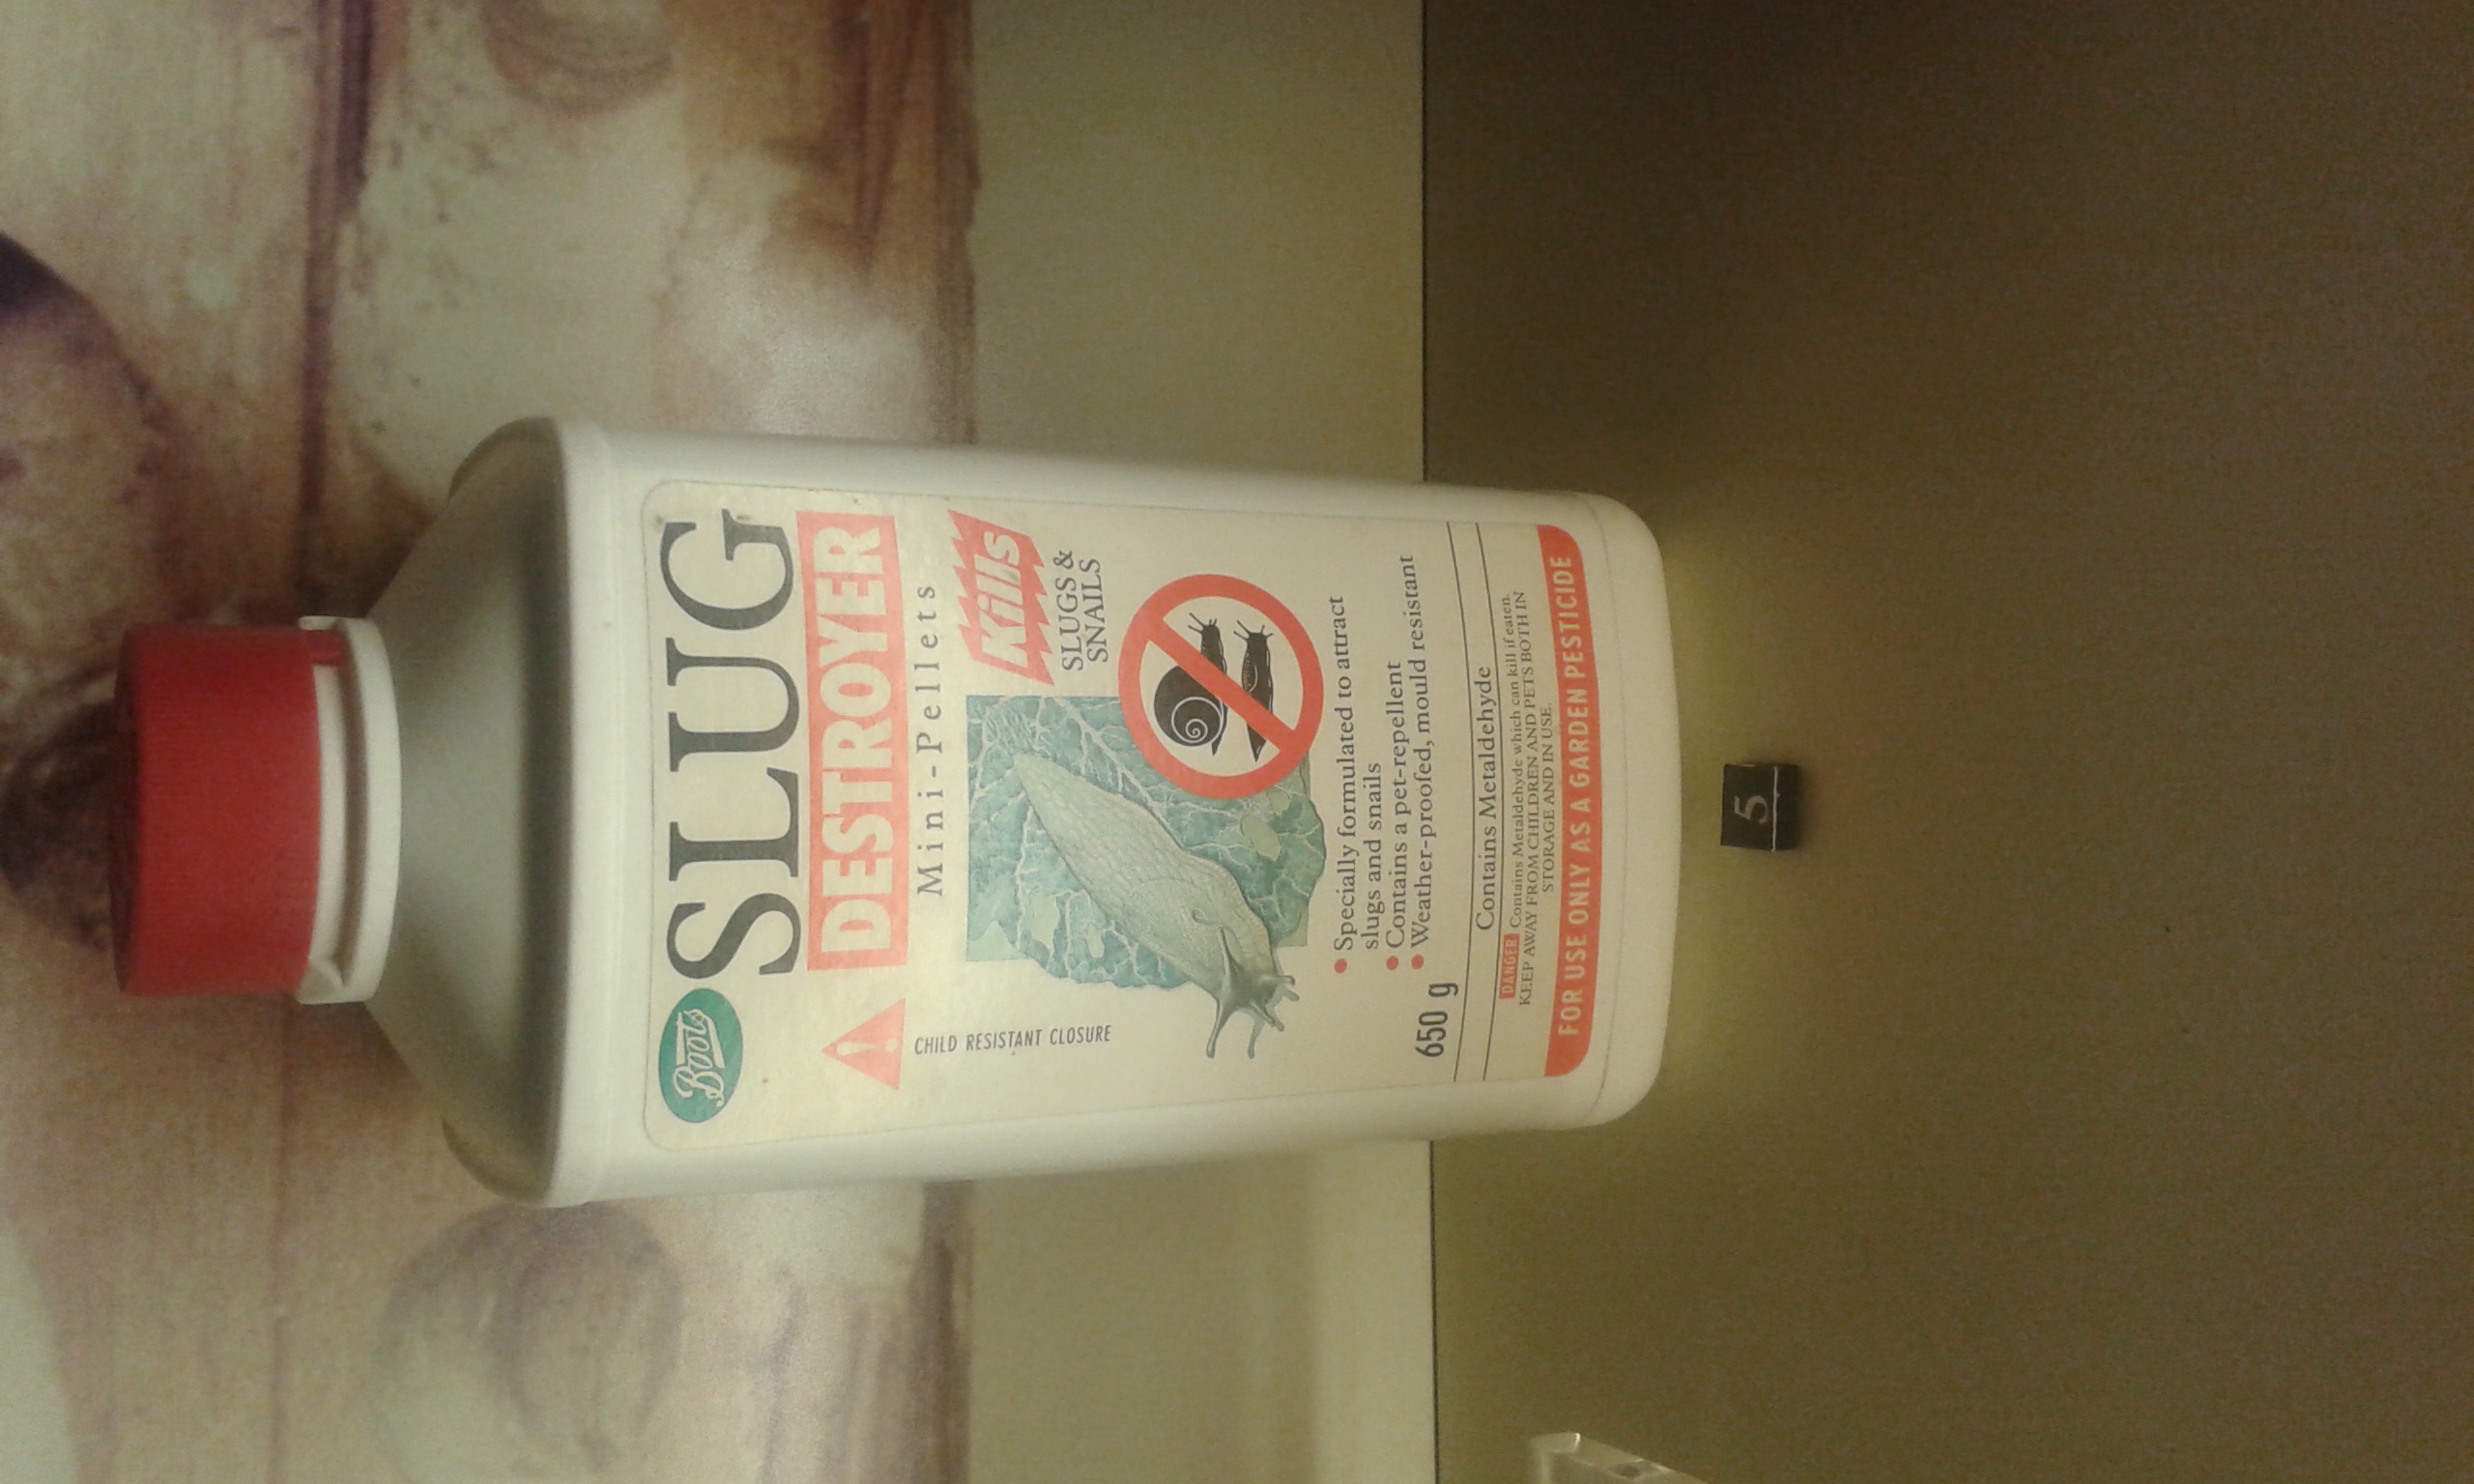 Boots
SLUG
DESTROYER
Mini-Pellets
CHILD RESISTANT CLOSURE
Kills
SLUGS &
SNAILS
• Specially formulated to attract
slugs and snails
• Contains a pet-repellent
• Weather-proofed, mould resistant
650 g
Contains Metaldehyde
DANGER Contains Metaldehyde which can kill if eaten.
KEEP AWAY FROM CHILDREN AND PETS BOTH IN
STORAGE AND IN USE.
FOR USE ONLY AS A GARDEN PESTICIDE
5